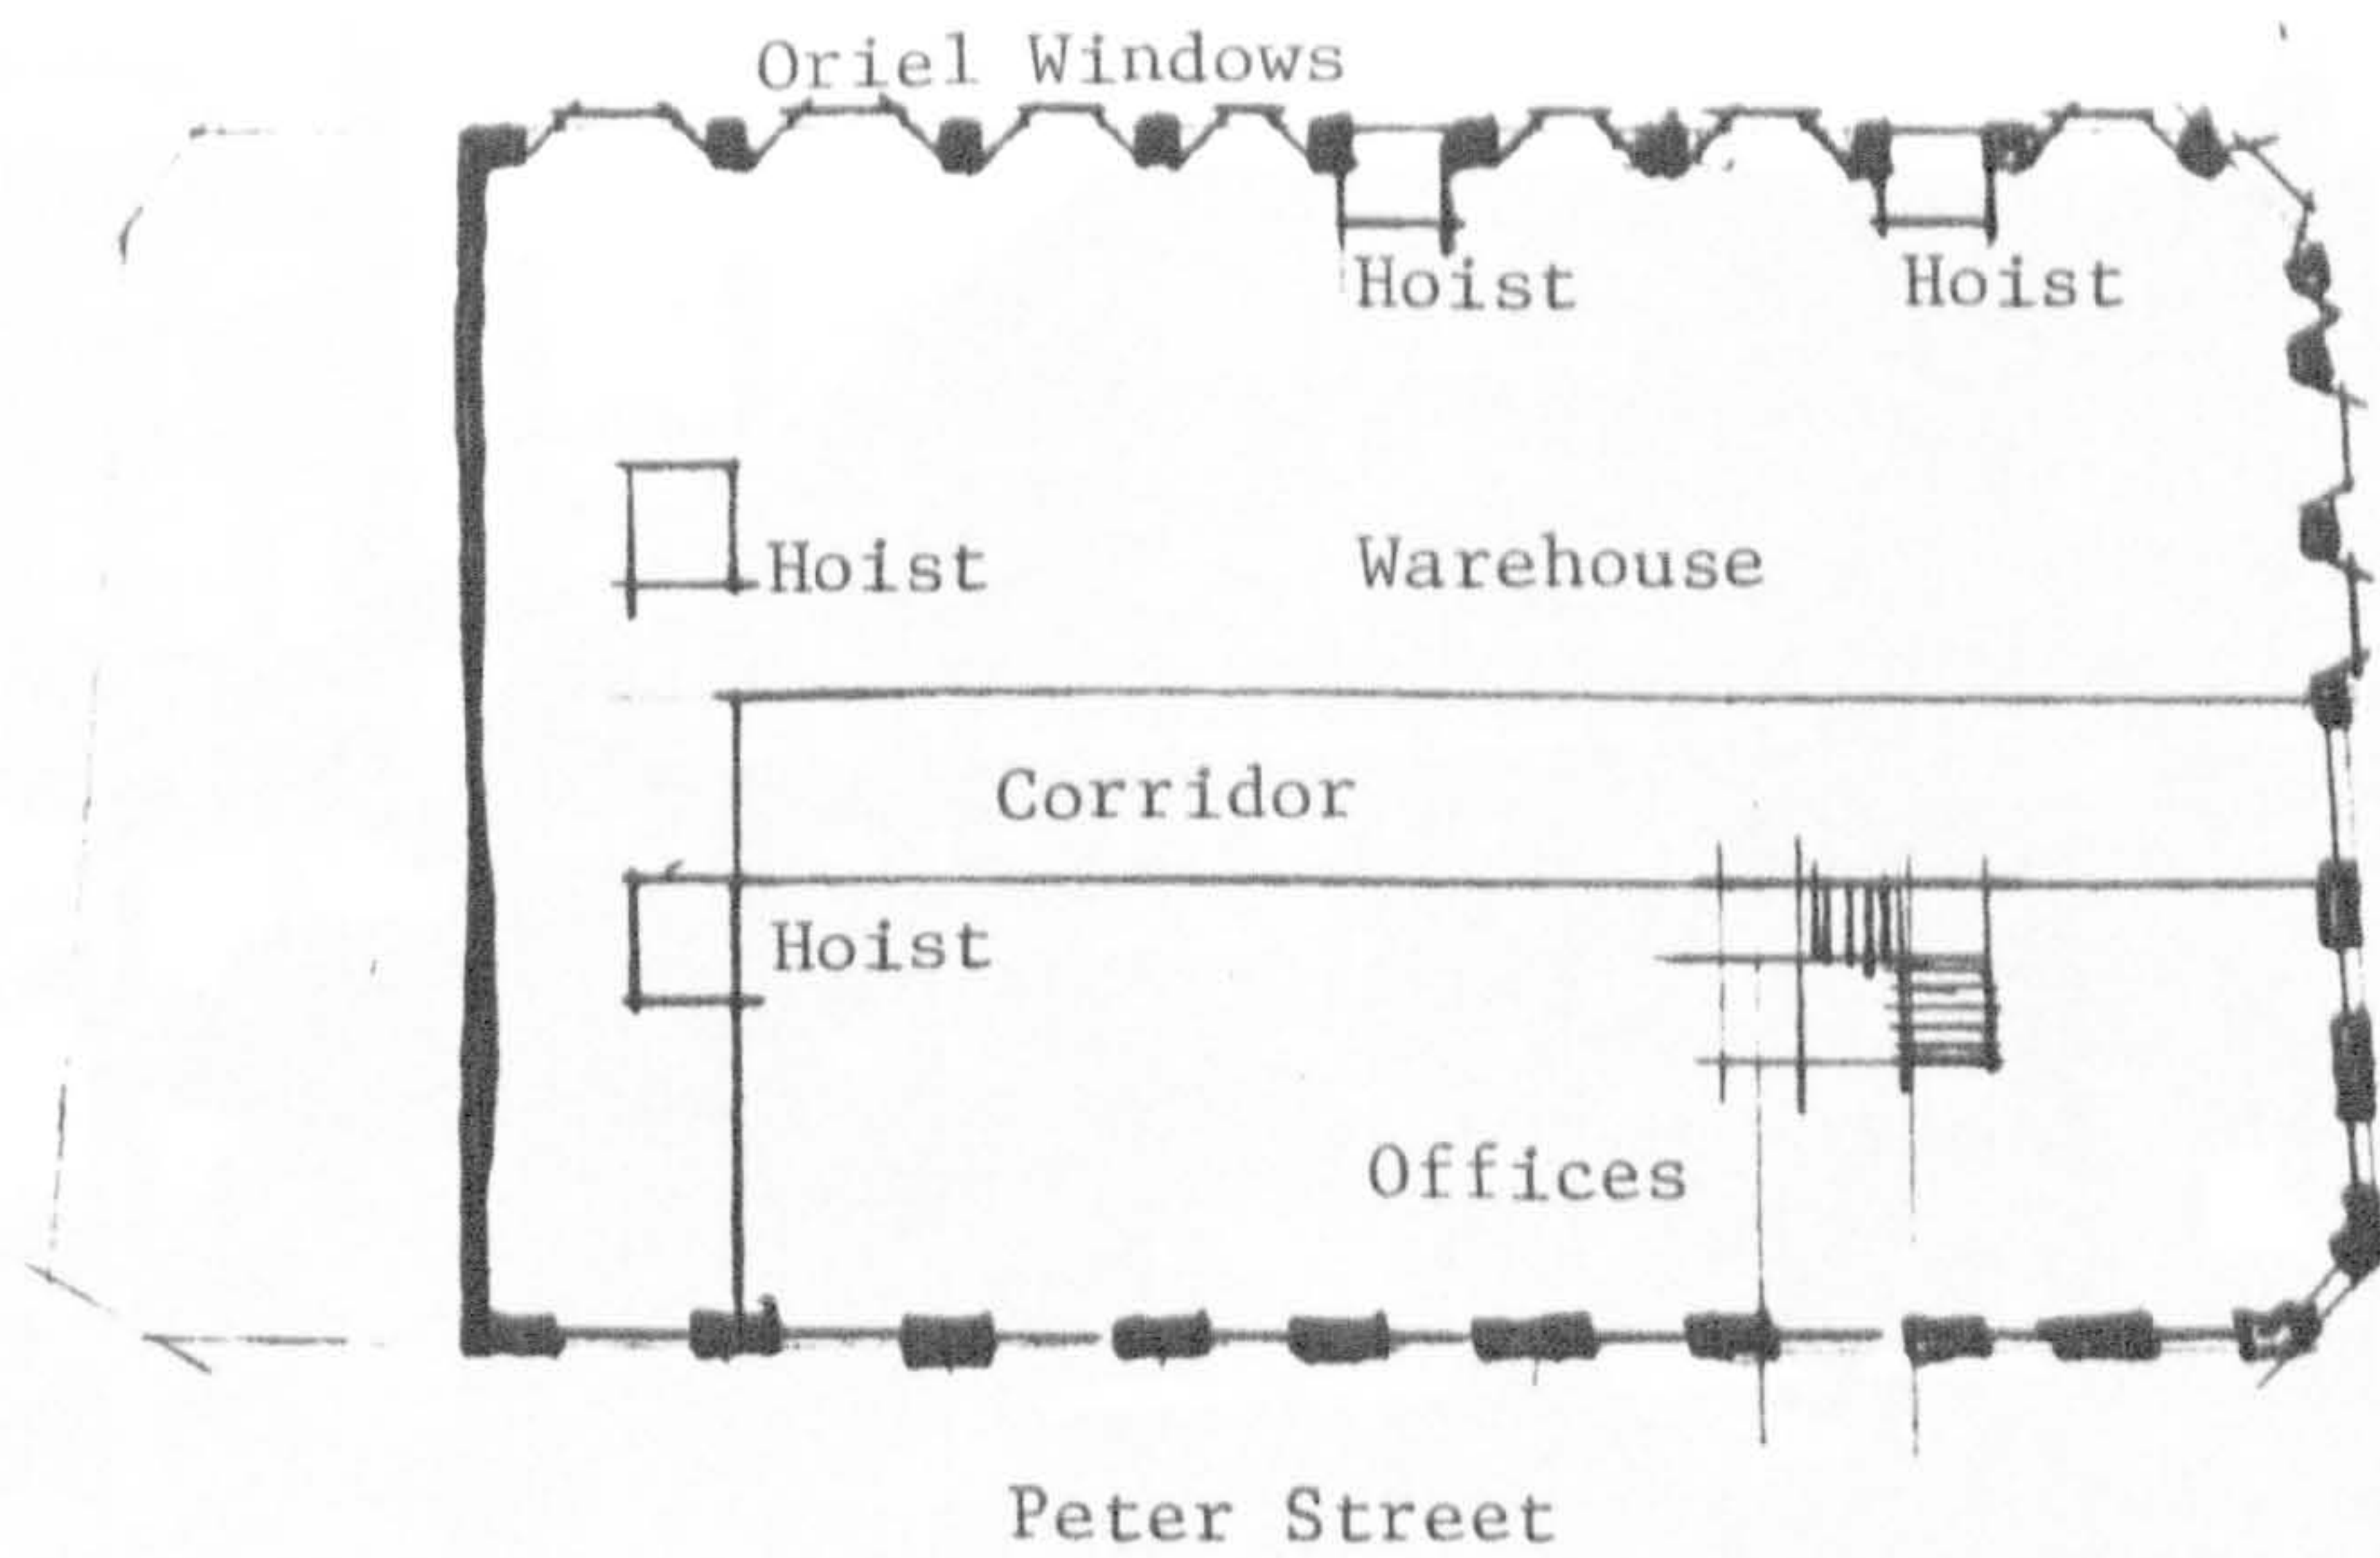 Oriel Windows
Hoist
Hoist
Hoist
Warehouse
Corridor
Hoist
Offices
Peter Street